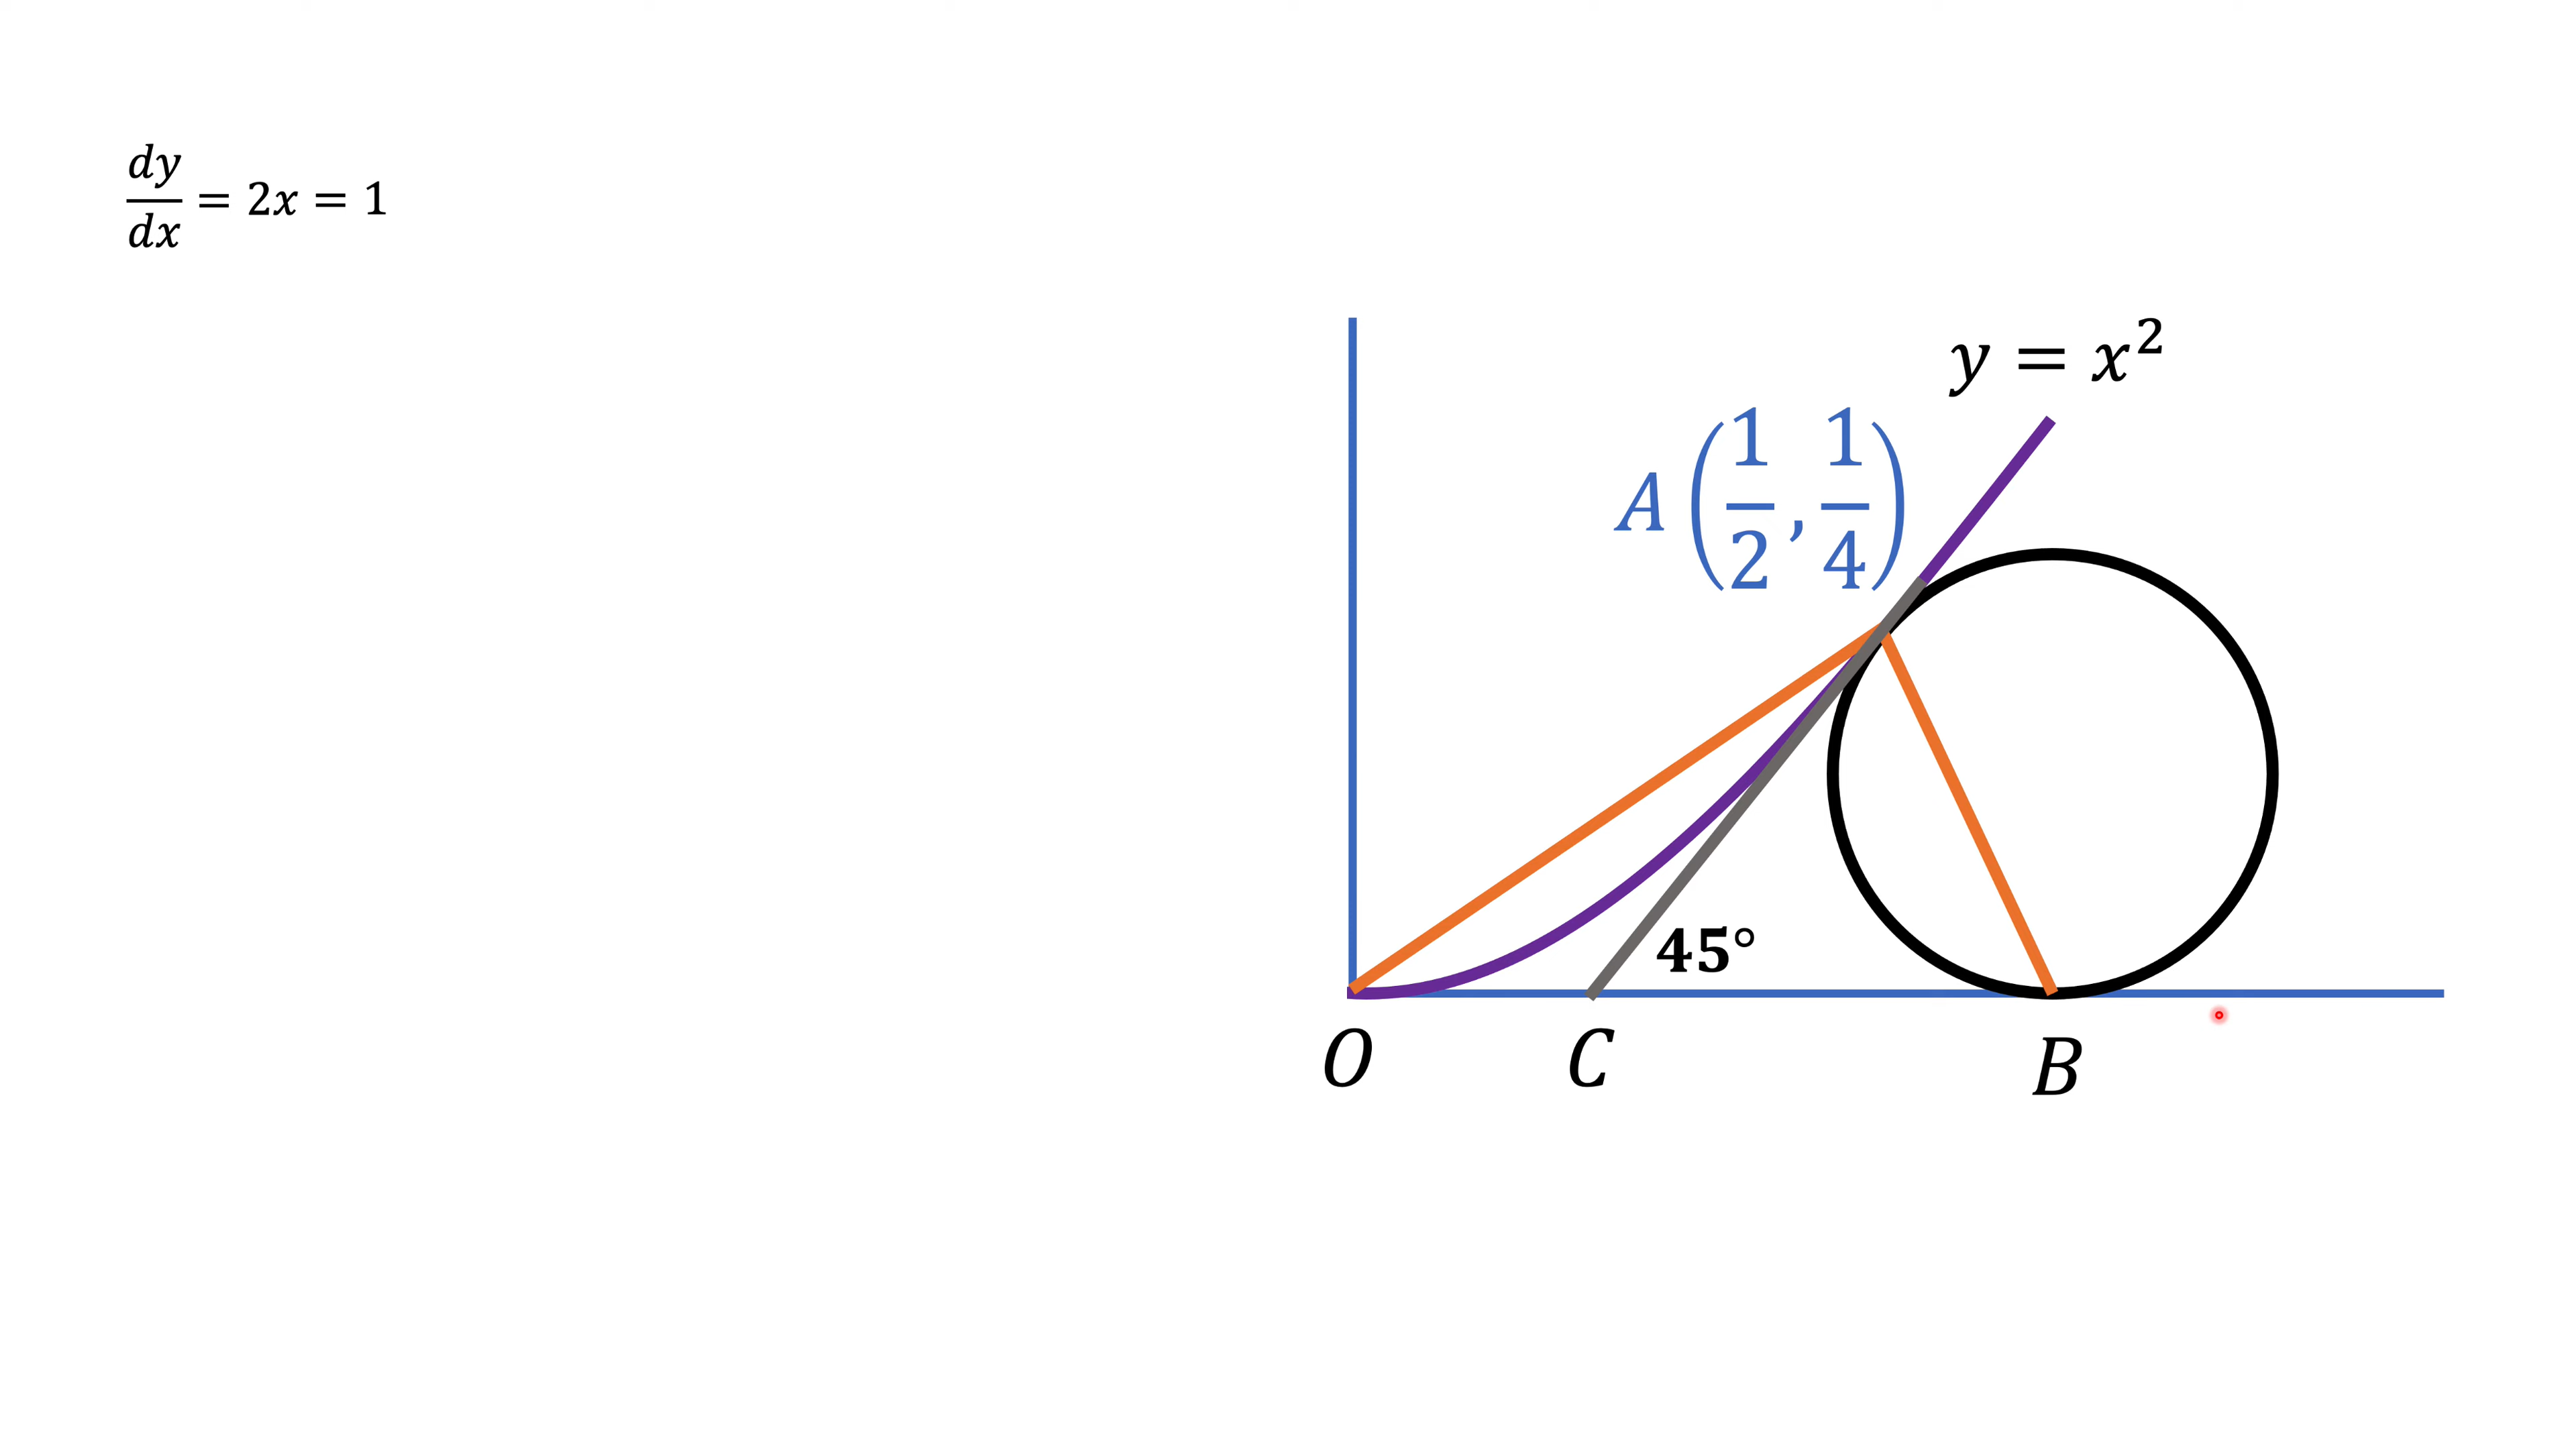 dy/dx = 2x = 1
y = x²
A(1/2, 1/4)
45°
O C B